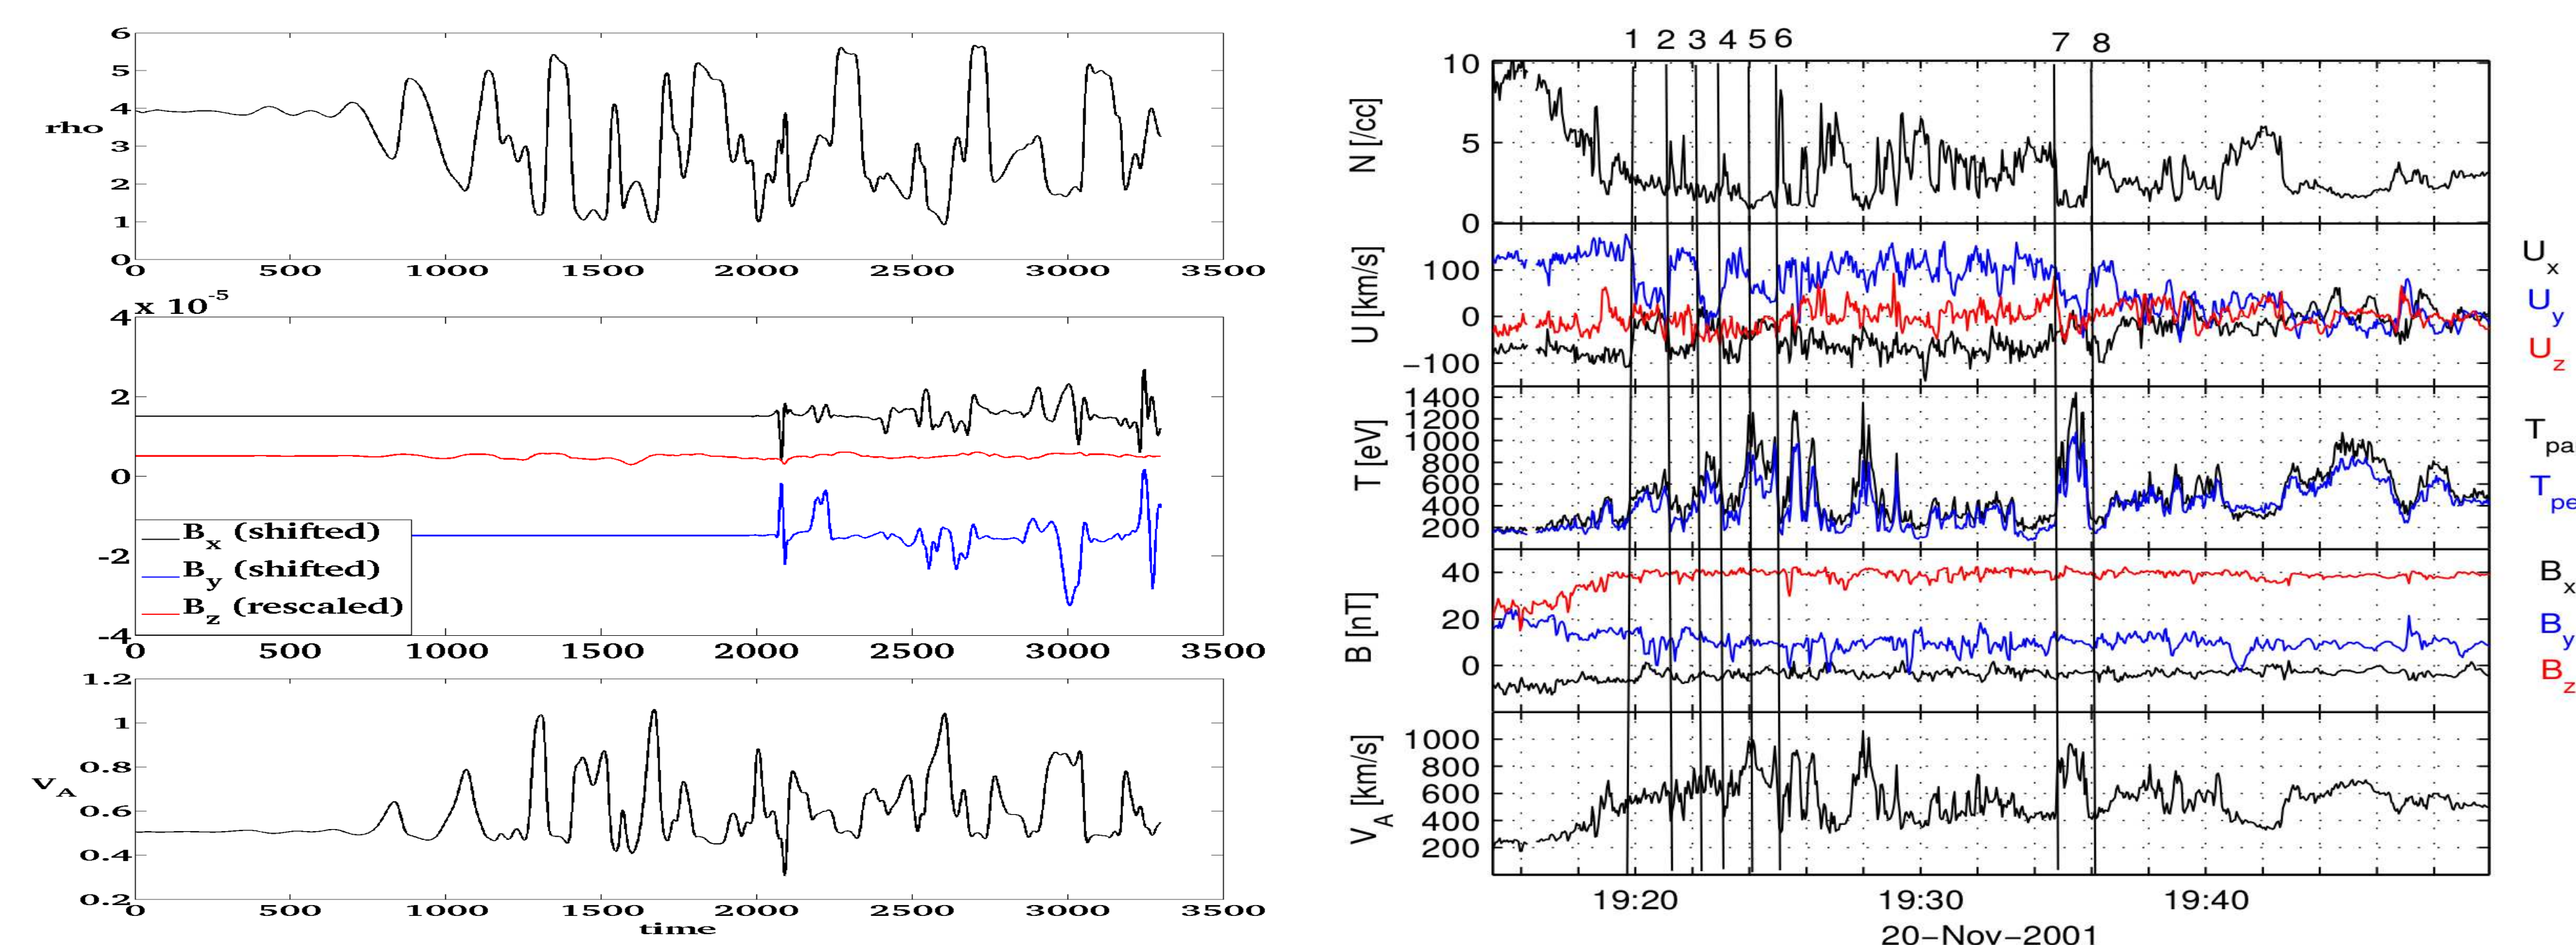 6
5
4
rho
3
2
1
0
0 500 1000 1500 2000 2500 3000 3500
x 10^-5
4
2
0
-2
-4
B_x (shifted)
B_y (shifted)
B_z (rescaled)
0 500 1000 1500 2000 2500 3000 3500
1.2
1
0.8
V_A
0.6
0.4
0.2
0 500 1000 1500 2000 2500 3000 3500
time
1 2 3 4 5 6 7 8
N [/cc]
10
5
0
U [km/s]
100
0
−100
U_x
U_y
U_z
T [eV]
1400
1200
1000
800
600
400
200
T_pa
T_pe
B [nT]
40
20
0
B_x
B_y
B_z
V_A [km/s]
1000
800
600
400
200
19:20 19:30 19:40
20−Nov−2001